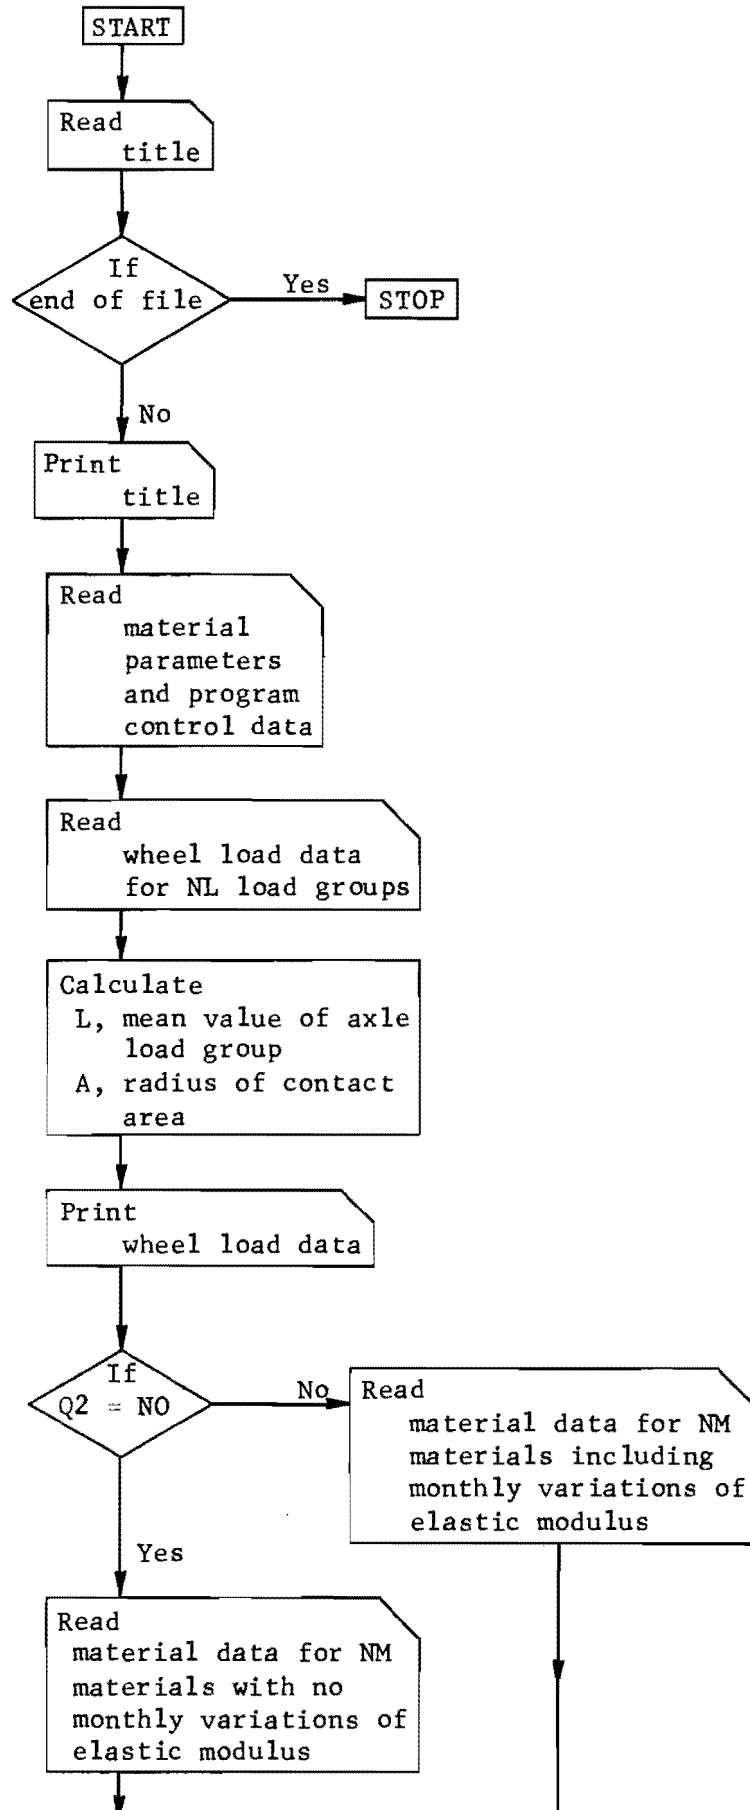 START
Read
title
If
end of file
Yes
STOP
No
Print
title
Read
material
parameters
and program
control data
Read
wheel load data
for NL load groups
Calculate
L, mean value of axle
load group
A, radius of contact
area
Print
wheel load data
If
Q2 = NO
No
Read
material data for NM
materials including
monthly variations of
elastic modulus
Yes
Read
material data for NM
materials with no
monthly variations of
elastic modulus